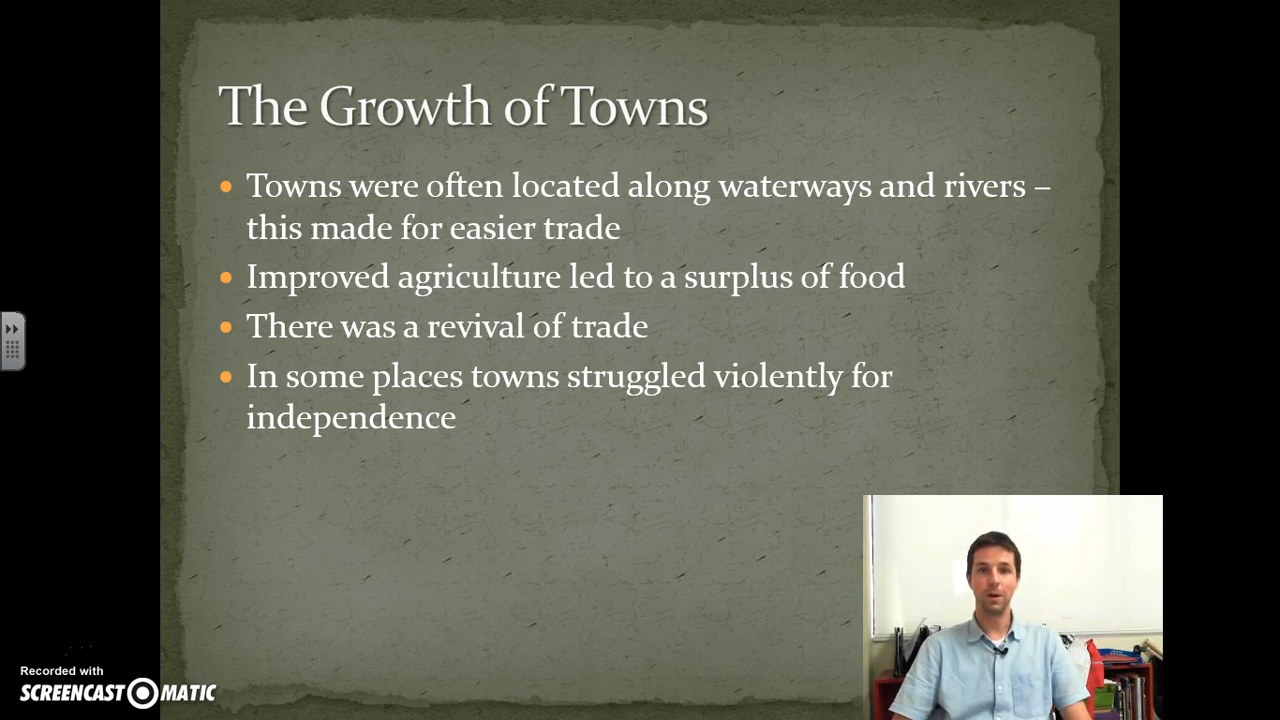 The Growth of Towns
• Towns were often located along waterways and rivers –
this made for easier trade
• Improved agriculture led to a surplus of food
• There was a revival of trade
• In some places towns struggled violently for
independence
Recorded with
SCREENCAST-O-MATIC